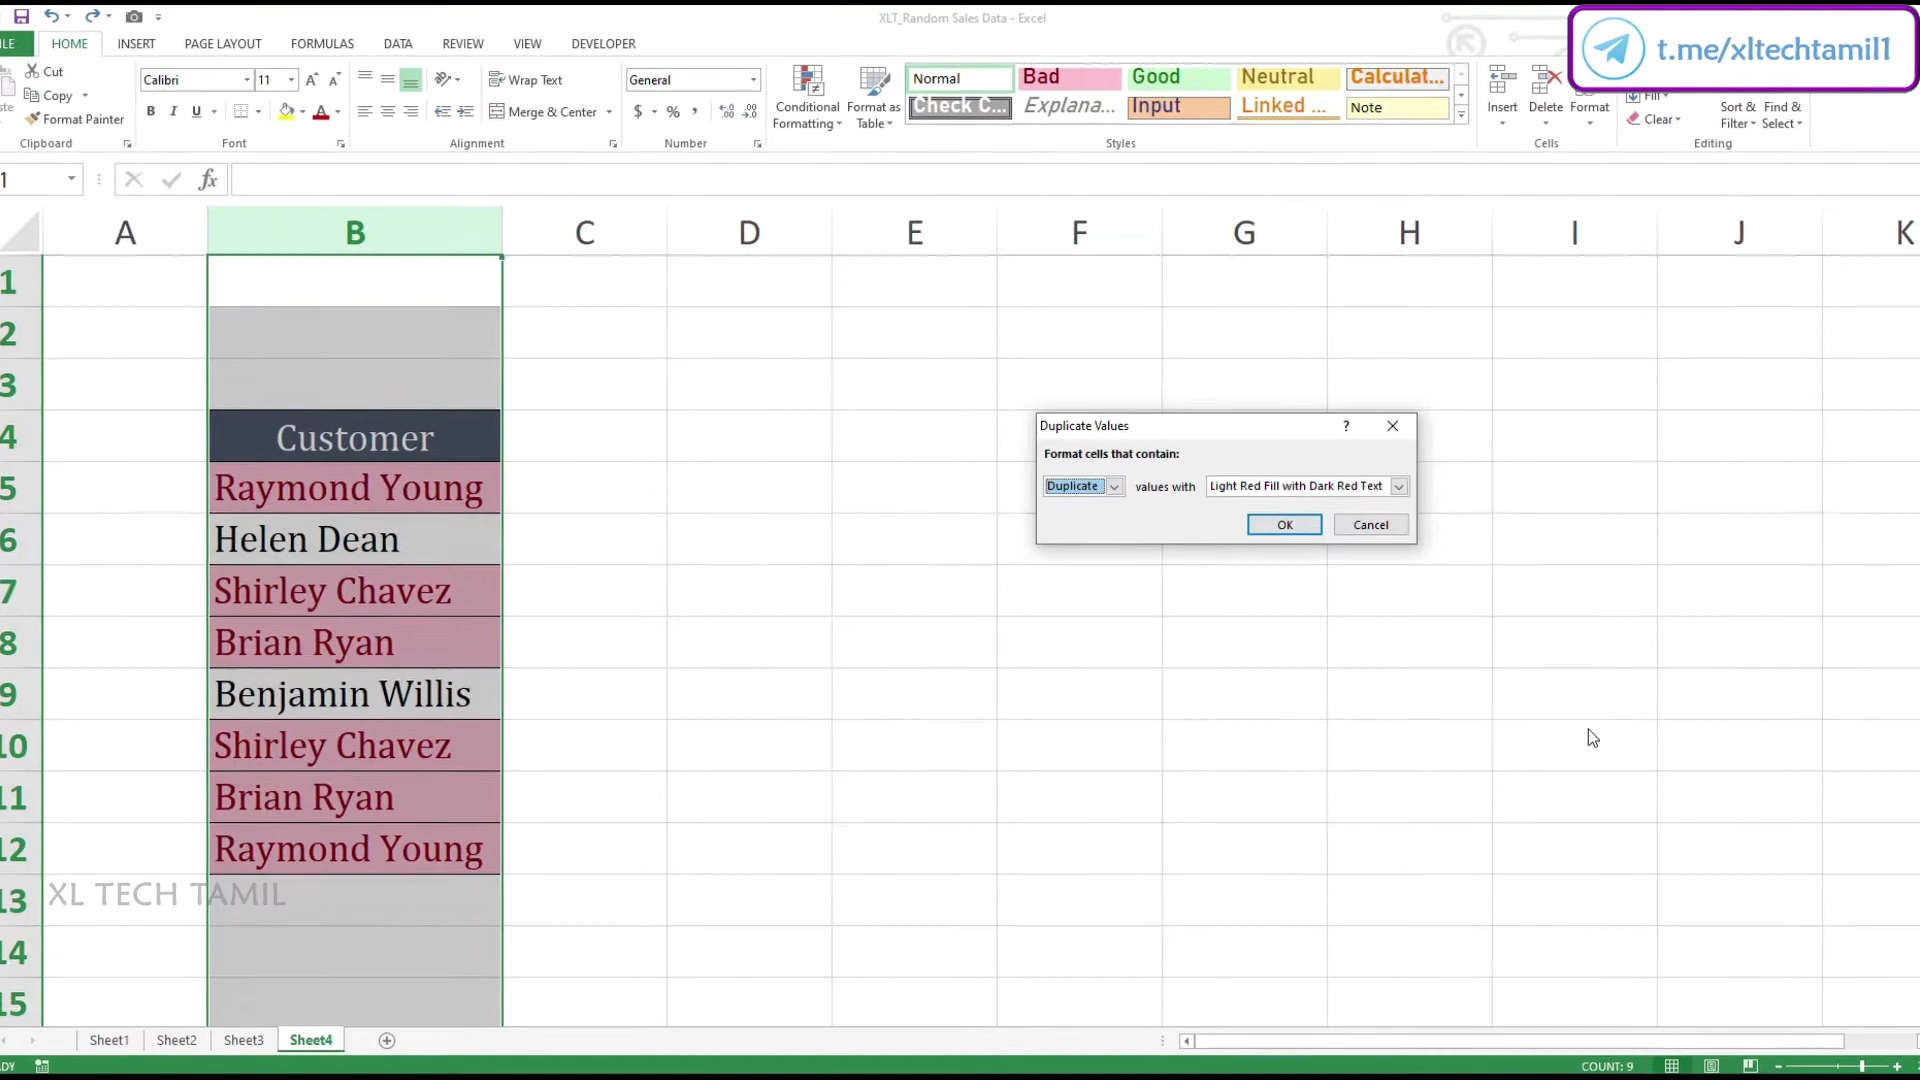 XLT_Random Sales Data - Excel
t.me/xltechtamil1
HOME INSERT PAGE LAYOUT FORMULAS DATA REVIEW VIEW DEVELOPER
Cut
Copy
Format Painter
Clipboard
Calibri 11
B I U
Font
Wrap Text
Merge & Center
Alignment
General
$ % ,
Number
Conditional Formatting
Format as Table
Normal Bad Good Neutral Calculat...
Check C... Explana... Input Linked ... Note
Styles
Insert Delete Format
Cells
Fill
Clear
Sort & Filter
Find & Select
Editing
fx
A B C D E F G H I J K
1
2
3
4 Customer
5 Raymond Young
6 Helen Dean
7 Shirley Chavez
8 Brian Ryan
9 Benjamin Willis
10 Shirley Chavez
11 Brian Ryan
12 Raymond Young
13
14
15
XL TECH TAMIL
Duplicate Values ?
Format cells that contain:
Duplicate values with Light Red Fill with Dark Red Text
OK Cancel
Sheet1 Sheet2 Sheet3 Sheet4
COUNT: 9